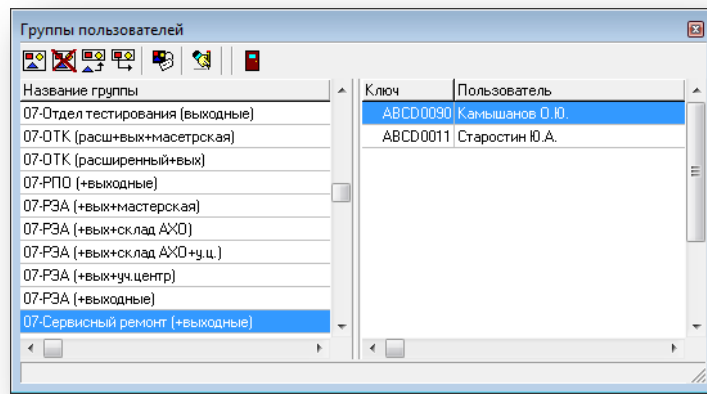 Группы пользователей
Название группы
07-Отдел тестирования (выходные)
07-ОТК (расш+вых+масетрская)
07-ОТК (расширенный+вых)
07-РПО (+выходные)
07-РЭА (+вых+мастерская)
07-РЭА (+вых+склад АХО)
07-РЭА (+вых+склад АХО+у.ц.)
07-РЭА (+вых+уч.центр)
07-РЭА (+выходные)
07-Сервисный ремонт (+выходные)
Ключ Пользователь
ABCD0090 Камышанов О.Ю.
ABCD0011 Старостин Ю.А.